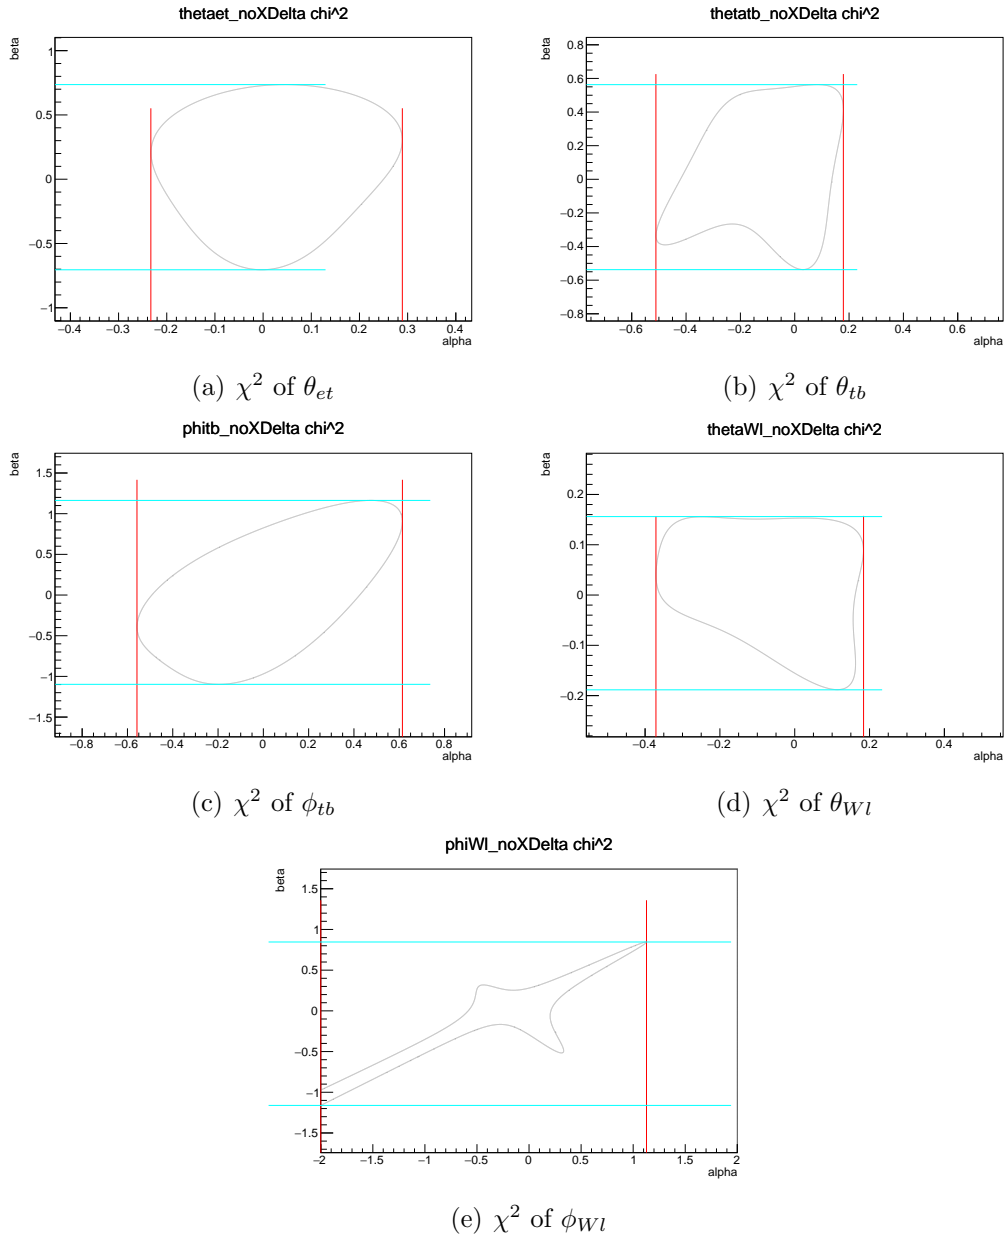 thetaet_noXDelta chi^2
beta
1
0.5
0
−0.5
−1
−0.4 −0.3 −0.2 −0.1 0 0.1 0.2 0.3 0.4
alpha
(a) χ² of θ_et
thetatb_noXDelta chi^2
beta
0.8
0.6
0.4
0.2
0
−0.2
−0.4
−0.6
−0.8
−0.6 −0.4 −0.2 0 0.2 0.4 0.6
alpha
(b) χ² of θ_tb
phitb_noXDelta chi^2
beta
1.5
1
0.5
0
−0.5
−1
−1.5
−0.8 −0.6 −0.4 −0.2 0 0.2 0.4 0.6 0.8
alpha
(c) χ² of ϕ_tb
thetaWl_noXDelta chi^2
beta
0.2
0.1
0
−0.1
−0.2
−0.4 −0.2 0 0.2 0.4
alpha
(d) χ² of θ_Wl
phiWl_noXDelta chi^2
beta
1.5
1
0.5
0
−0.5
−1
−1.5
−2 −1.5 −1 −0.5 0 0.5 1 1.5 2
alpha
(e) χ² of ϕ_Wl